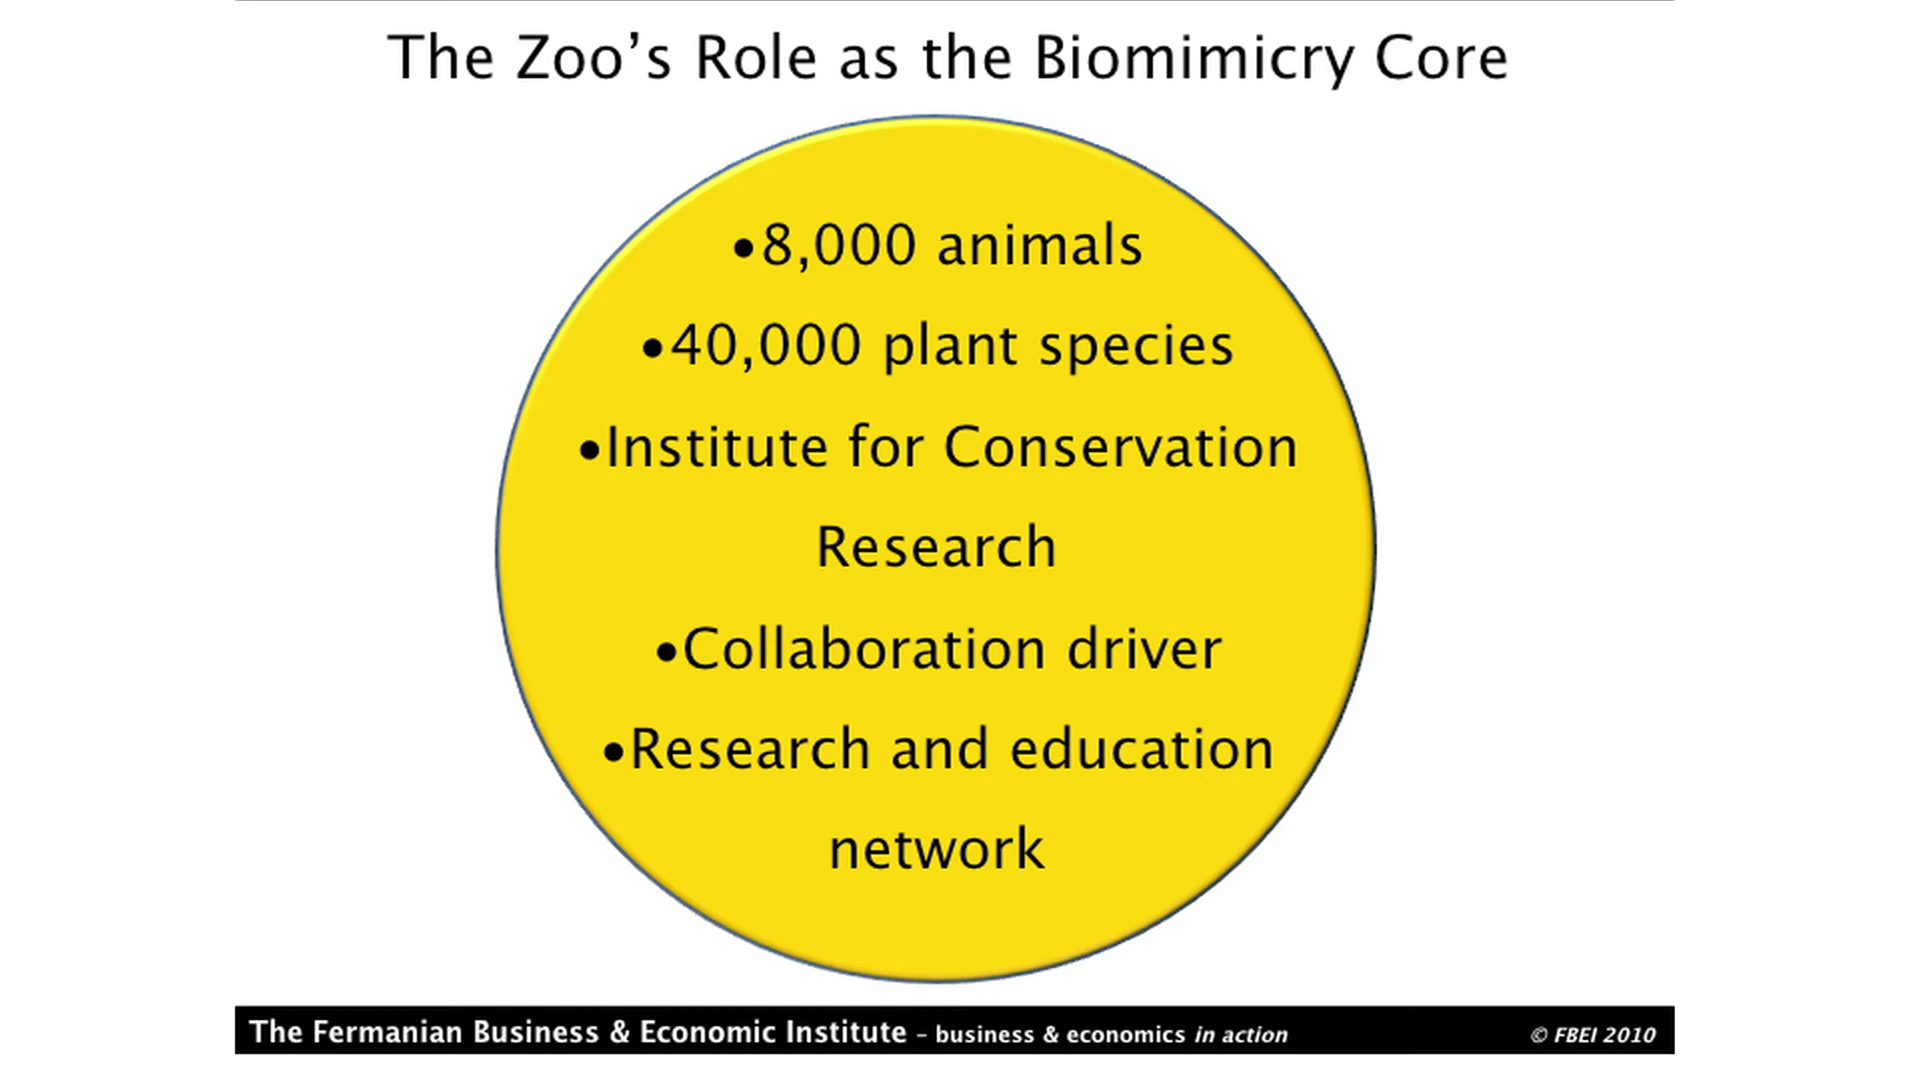 The Zoo’s Role as the Biomimicry Core
•8,000 animals
•40,000 plant species
•Institute for Conservation
Research
•Collaboration driver
•Research and education
network
The Fermanian Business & Economic Institute – business & economics in action © FBEI 2010